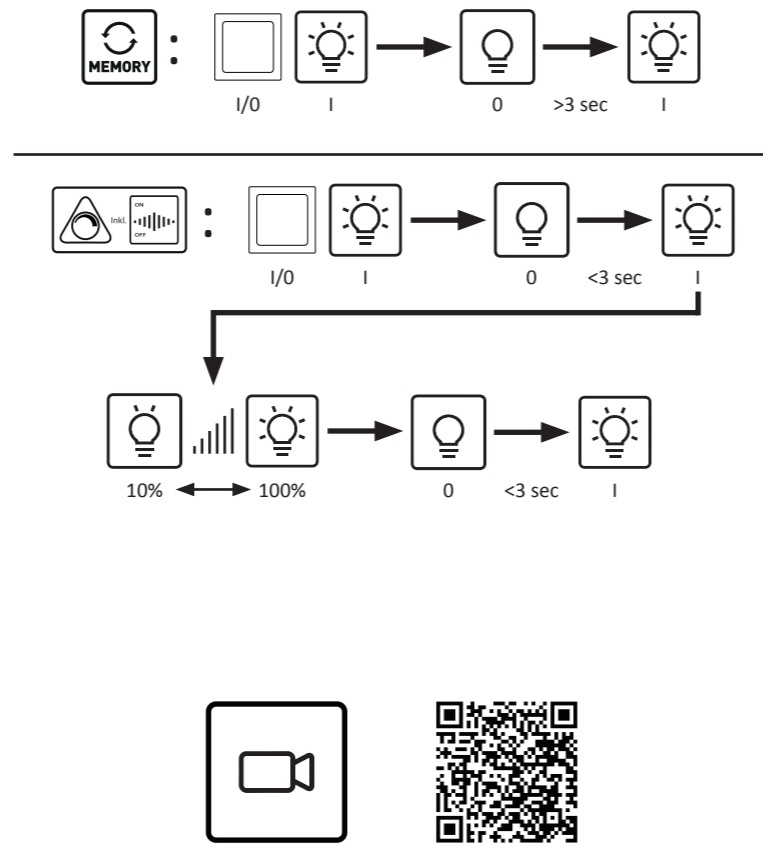 MEMORY :
I/0 I 0 >3 sec I
Inkl. ON OFF :
I/0 I 0 <3 sec I
10% 100% 0 <3 sec I